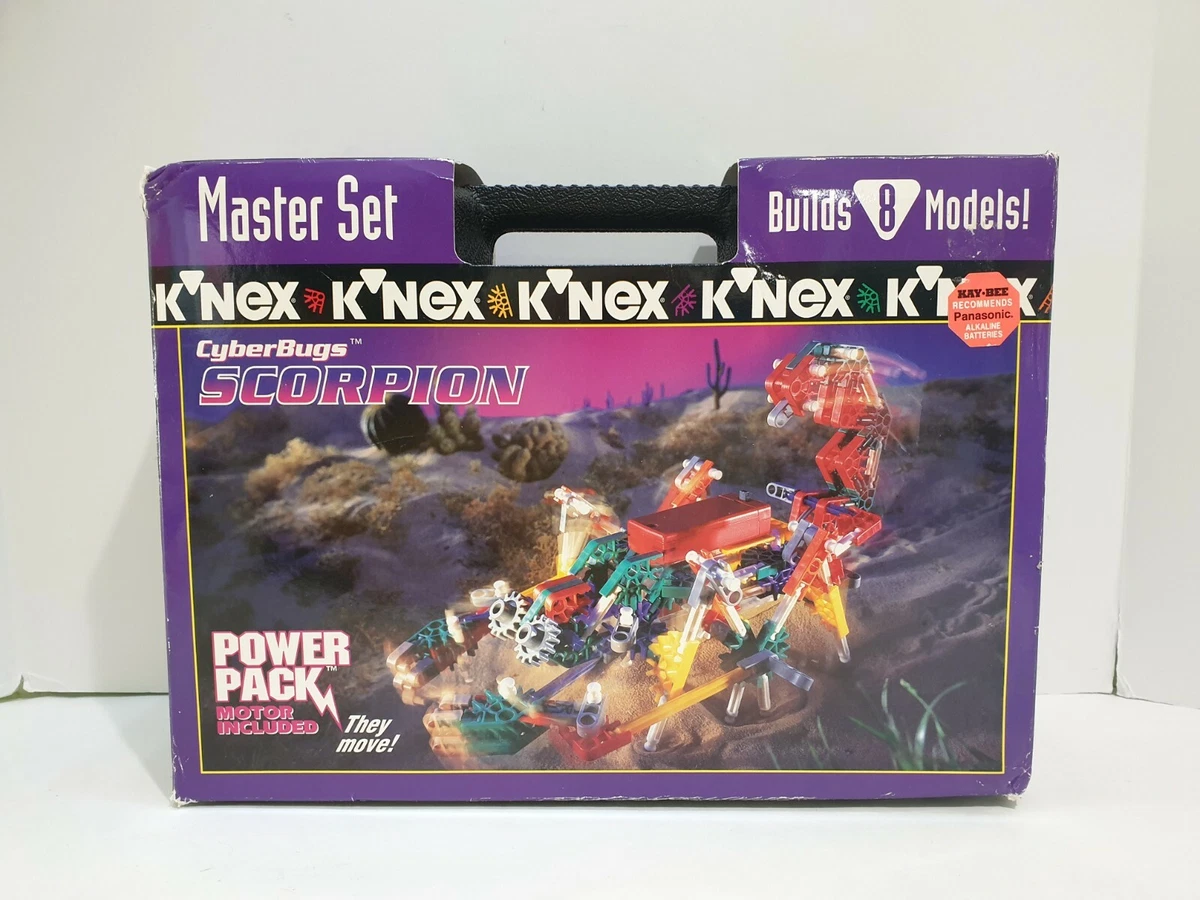 Master Set
Builds 8 Models!
K'NEX K'NEX K'NEX K'NEX K'N
KAY·BEE
RECOMMENDS
Panasonic.
ALKALINE
BATTERIES
CyberBugs™
SCORPION
POWER
PACK™
MOTOR
INCLUDED
They
move!